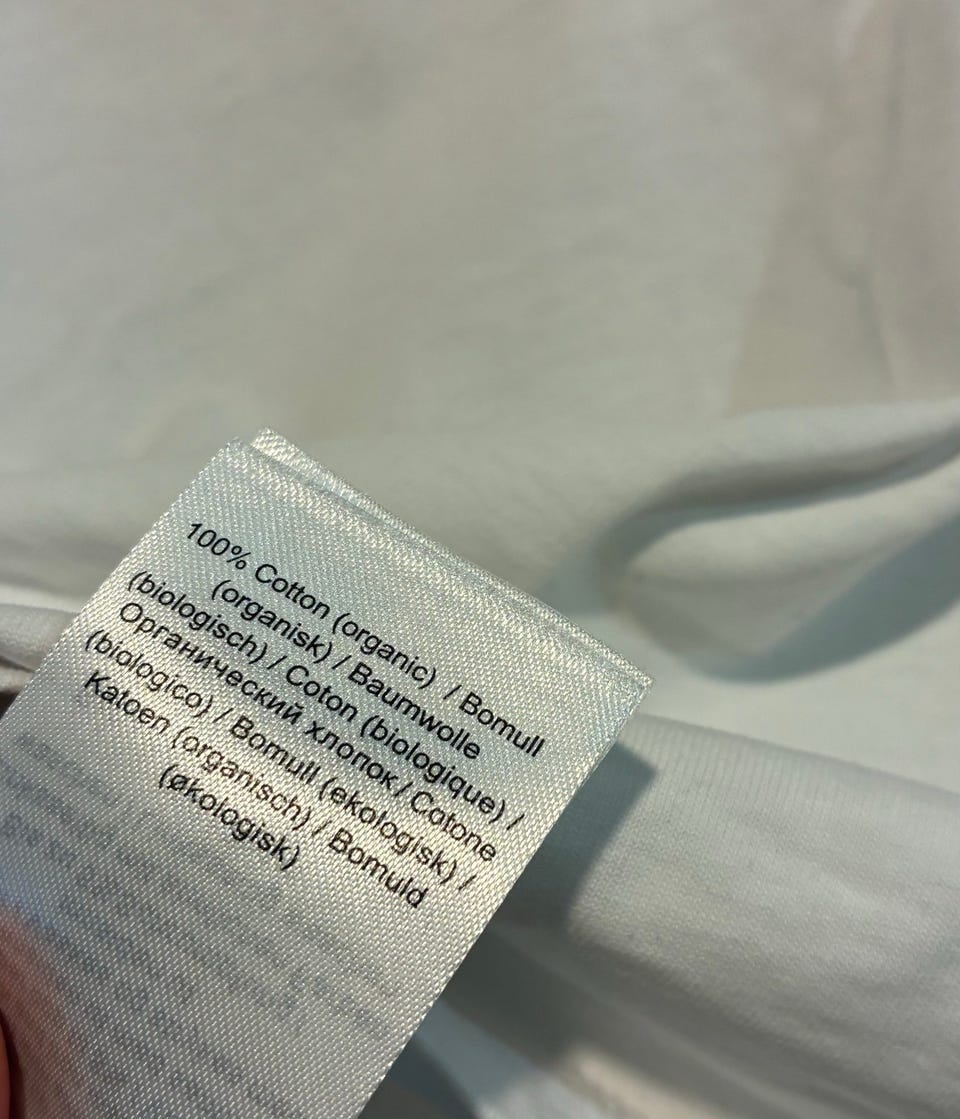 100% Cotton (organic) / Bomull
(organisk) / Baumwolle
(biologisch) / Coton (biologique) /
Органический хлопок / Cotone
(biologico) / Bomull (ekologisk) /
Katoen (organisch) / Bomuld
(økologisk)